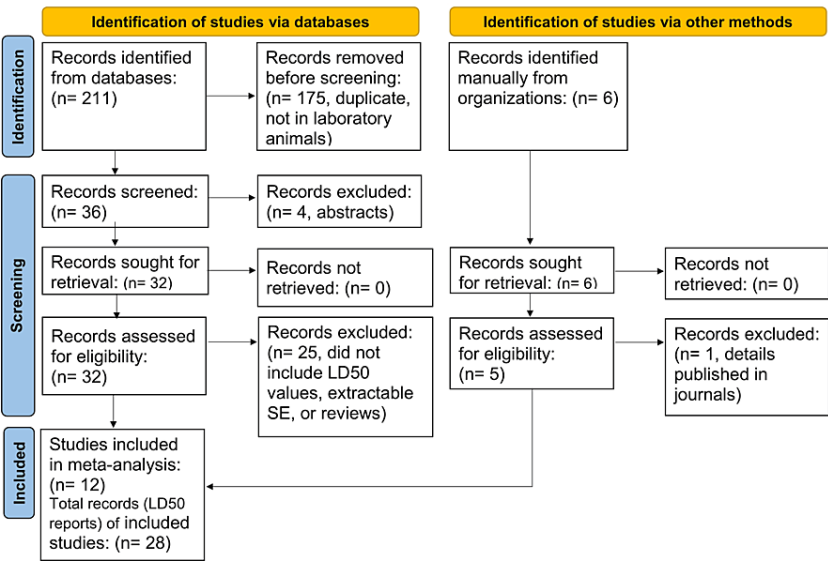 Identification of studies via databases
Identification of studies via other methods
Identification
Records identified
from databases:
(n= 211)
Records removed
before screening:
(n= 175, duplicate,
not in laboratory
animals)
Records identified
manually from
organizations: (n= 6)
Screening
Records screened:
(n= 36)
Records excluded:
(n= 4, abstracts)
Records sought for
retrieval: (n= 32)
Records not
retrieved: (n= 0)
Records sought
for retrieval: (n= 6)
Records not
retrieved: (n= 0)
Records assessed
for eligibility:
(n= 32)
Records excluded:
(n= 25, did not
include LD50
values, extractable
SE, or reviews)
Records assessed
for eligibility:
(n= 5)
Records excluded:
(n= 1, details
published in
journals)
Included
Studies included
in meta-analysis:
(n= 12)
Total records (LD50
reports) of included
studies: (n= 28)